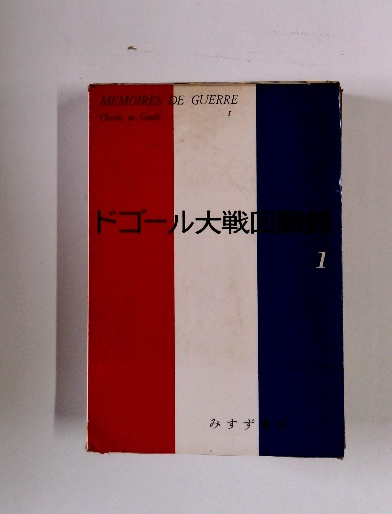 MÉMOIRES DE GUERRE
Charles de Gaulle
I
ドゴール大戦回顧録
1
みすず書房